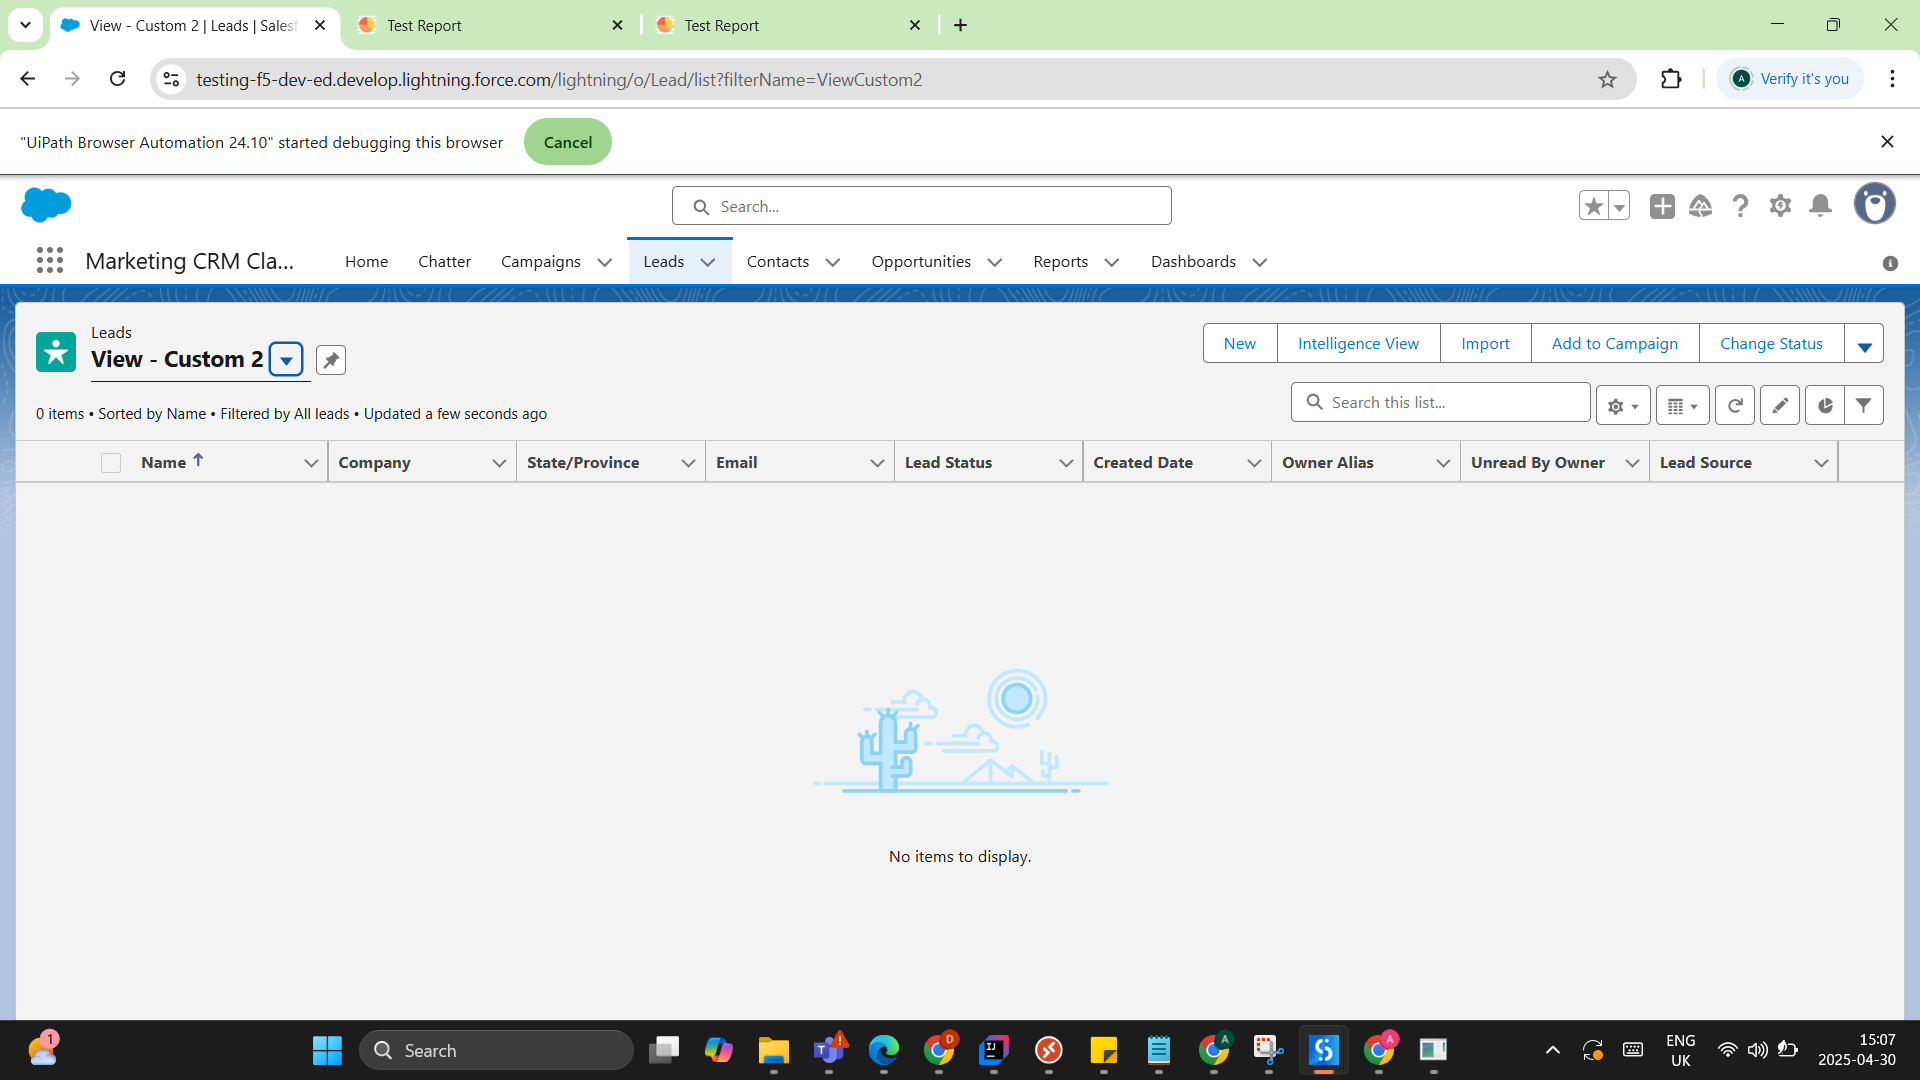 View - Custom 2 | Leads | Salesf
Test Report
Test Report
testing-f5-dev-ed.develop.lightning.force.com/lightning/o/Lead/list?filterName=ViewCustom2
A
Verify it's you
"UiPath Browser Automation 24.10" started debugging this browser
Cancel
Search...
Marketing CRM Cla...
Home
Chatter
Campaigns
Leads
Contacts
Opportunities
Reports
Dashboards
Leads
View - Custom 2
New
Intelligence View
Import
Add to Campaign
Change Status
0 items • Sorted by Name • Filtered by All leads • Updated a few seconds ago
Search this list...
Name
Company
State/Province
Email
Lead Status
Created Date
Owner Alias
Unread By Owner
Lead Source
No items to display.
1
Search
D
A
A
ENG
UK
15:07
2025-04-30